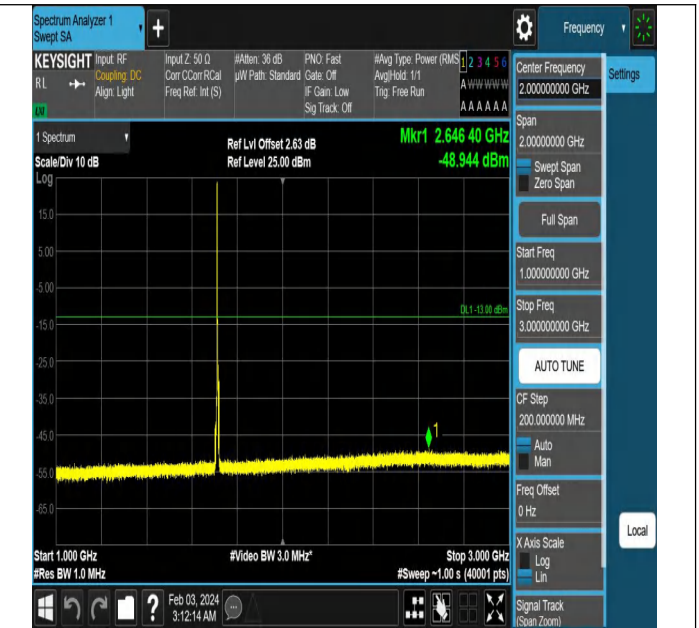 Spectrum Analyzer 1
Swept SA
+
Frequency
KEYSIGHT
RL
LXI
Input: RF
Coupling: DC
Align: Light
Input Z: 50 Ω
Corr CCorr RCal
Freq Ref: Int (S)
#Atten: 36 dB
µW Path: Standard
PNO: Fast
Gate: Off
IF Gain: Low
Sig Track: Off
#Avg Type: Power (RMS
Avg|Hold: 1/1
Trig: Free Run
1 2 3 4 5 6
A W W W W W
A A A A A A
1 Spectrum
Scale/Div 10 dB
Log
Ref Lvl Offset 2.63 dB
Ref Level 25.00 dBm
Mkr1 2.646 40 GHz
-48.944 dBm
15.0
5.00
-5.00
-15.0
-25.0
-35.0
-45.0
-55.0
-65.0
DL1 -13.00 dBm
1
Start 1.000 GHz
#Res BW 1.0 MHz
#Video BW 3.0 MHz*
Stop 3.000 GHz
#Sweep ~1.00 s (40001 pts)
Feb 03, 2024
3:12:14 AM
?
Center Frequency
2.000000000 GHz
Settings
Span
2.00000000 GHz
Swept Span
Zero Span
Full Span
Start Freq
1.000000000 GHz
Stop Freq
3.000000000 GHz
AUTO TUNE
CF Step
200.000000 MHz
Auto
Man
Freq Offset
0 Hz
X Axis Scale
Log
Lin
Local
Signal Track
(Span Zoom)